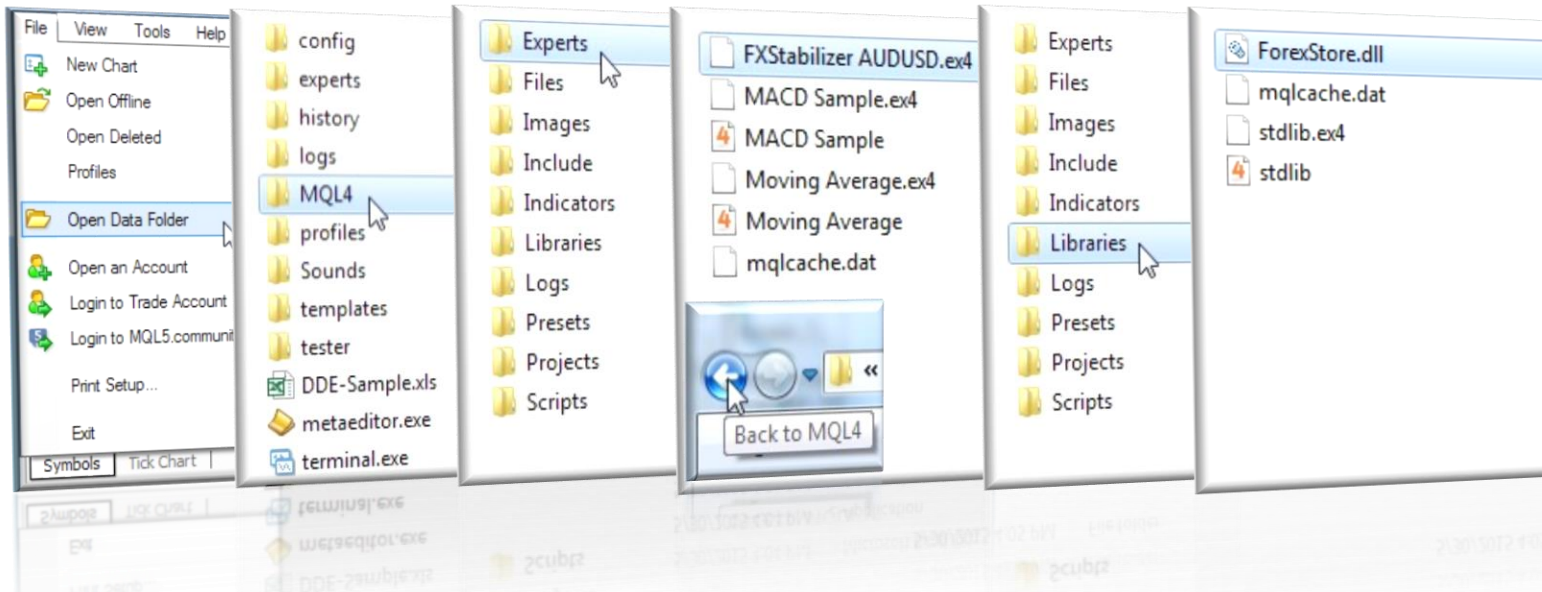 File View Tools Help
New Chart
Open Offline
Open Deleted
Profiles
Open Data Folder
Open an Account
Login to Trade Account
Login to MQL5.communit
Print Setup...
Exit
Symbols Tick Chart
config
experts
history
logs
MQL4
profiles
Sounds
templates
tester
DDE-Sample.xls
metaeditor.exe
terminal.exe
Experts
Files
Images
Include
Indicators
Libraries
Logs
Presets
Projects
Scripts
FXStabilizer AUDUSD.ex4
MACD Sample.ex4
MACD Sample
Moving Average.ex4
Moving Average
mqlcache.dat
«
Back to MQL4
Experts
Files
Images
Include
Indicators
Libraries
Logs
Presets
Projects
Scripts
ForexStore.dll
mqlcache.dat
stdlib.ex4
stdlib